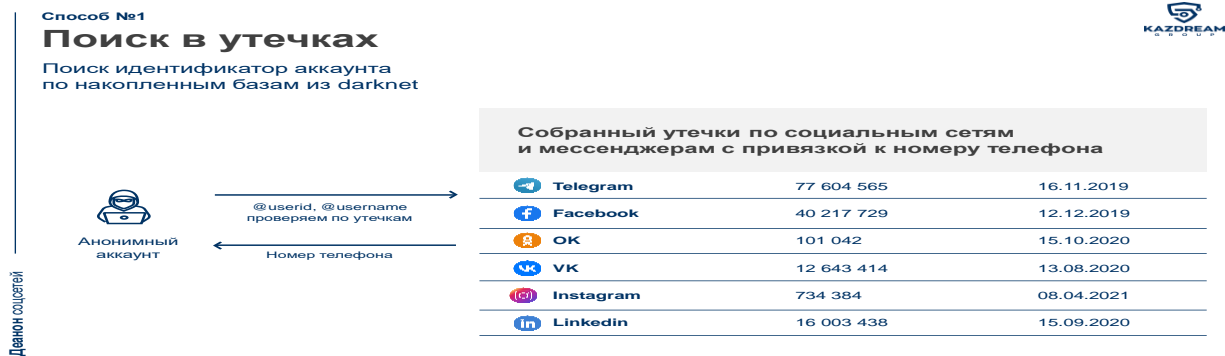 Способ №1
Поиск в утечках
Поиск идентификатор аккаунта
по накопленным базам из darknet
KAZDREAM
GROUP
Собранный утечки по социальным сетям
и мессенджерам с привязкой к номеру телефона
Telegram 77 604 565 16.11.2019
Facebook 40 217 729 12.12.2019
OK 101 042 15.10.2020
VK 12 643 414 13.08.2020
Instagram 734 384 08.04.2021
Linkedin 16 003 438 15.09.2020
@userid, @username
проверяем по утечкам
Номер телефона
Анонимный
аккаунт
Деанон соцсетей